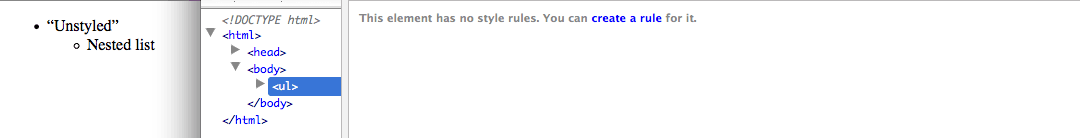 “Unstyled”
Nested list
<!DOCTYPE html>
<html>
<head>
<body>
<ul>
</body>
</html>
This element has no style rules. You can create a rule for it.